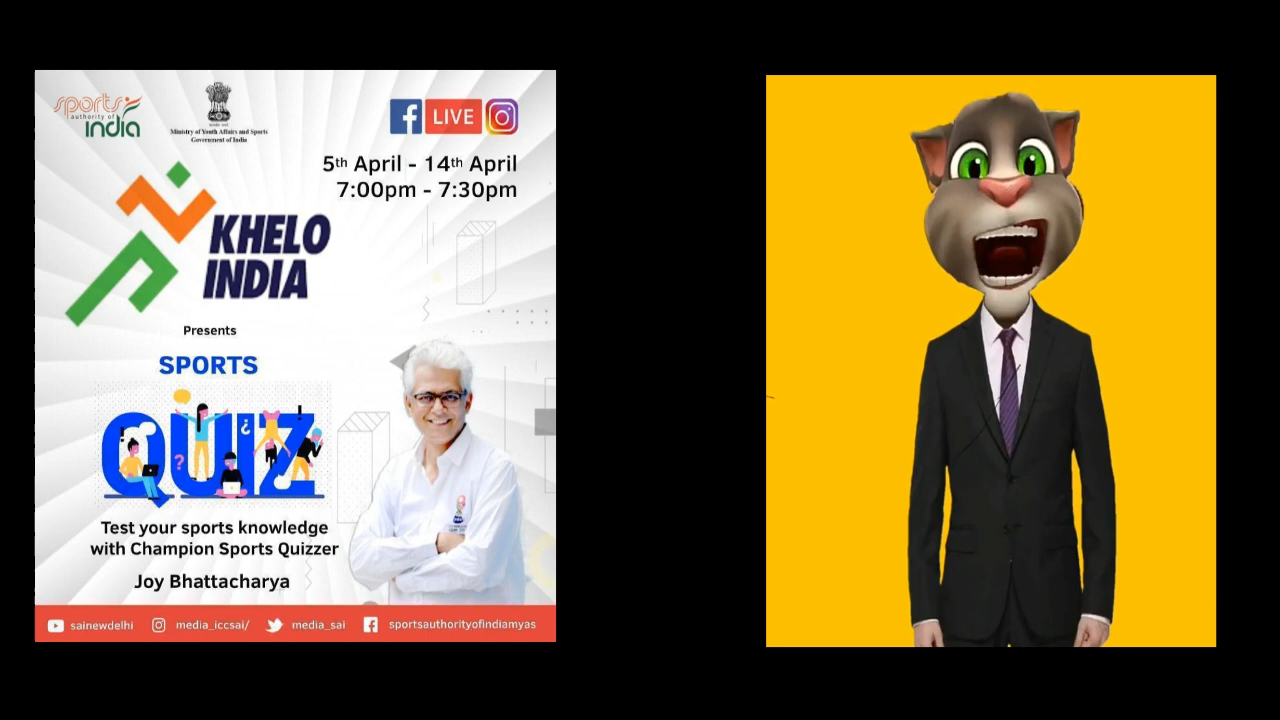 sports
authority of
india
Ministry of Youth Affairs and Sports
Government of India
LIVE
5th April - 14th April
7:00pm - 7:30pm
KHELO
INDIA
Presents
SPORTS
QUIZ
Test your sports knowledge
with Champion Sports Quizzer
Joy Bhattacharya
sainewdelhi media_iccsai/ media_sai sportsauthorityofindiamyas